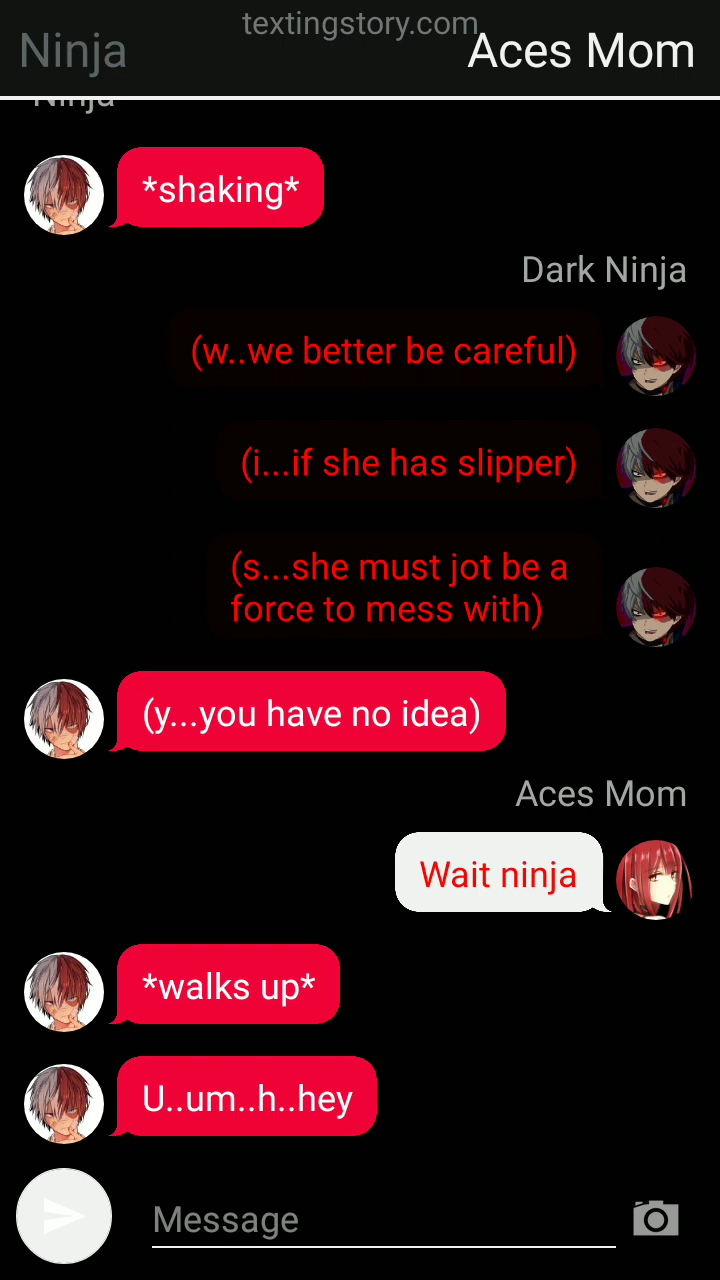 textingstory.com
Ninja
Aces Mom
Ninja
*shaking*
Dark Ninja
(w..we better be careful)
(i...if she has slipper)
(s...she must jot be a
force to mess with)
(y...you have no idea)
Aces Mom
Wait ninja
*walks up*
U..um..h..hey
Message